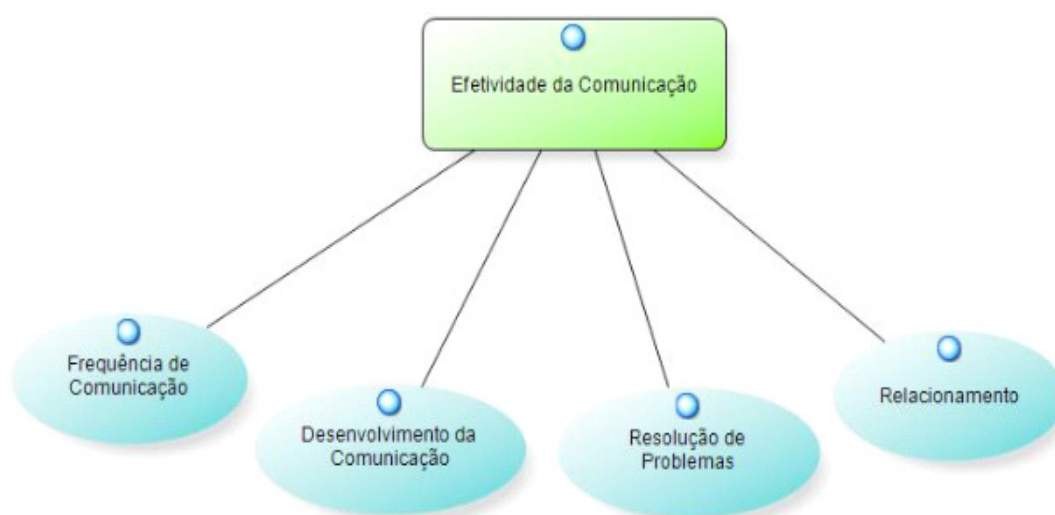 Efetividade da Comunicação
Frequência de
Comunicação
Desenvolvimento da
Comunicação
Resolução de
Problemas
Relacionamento